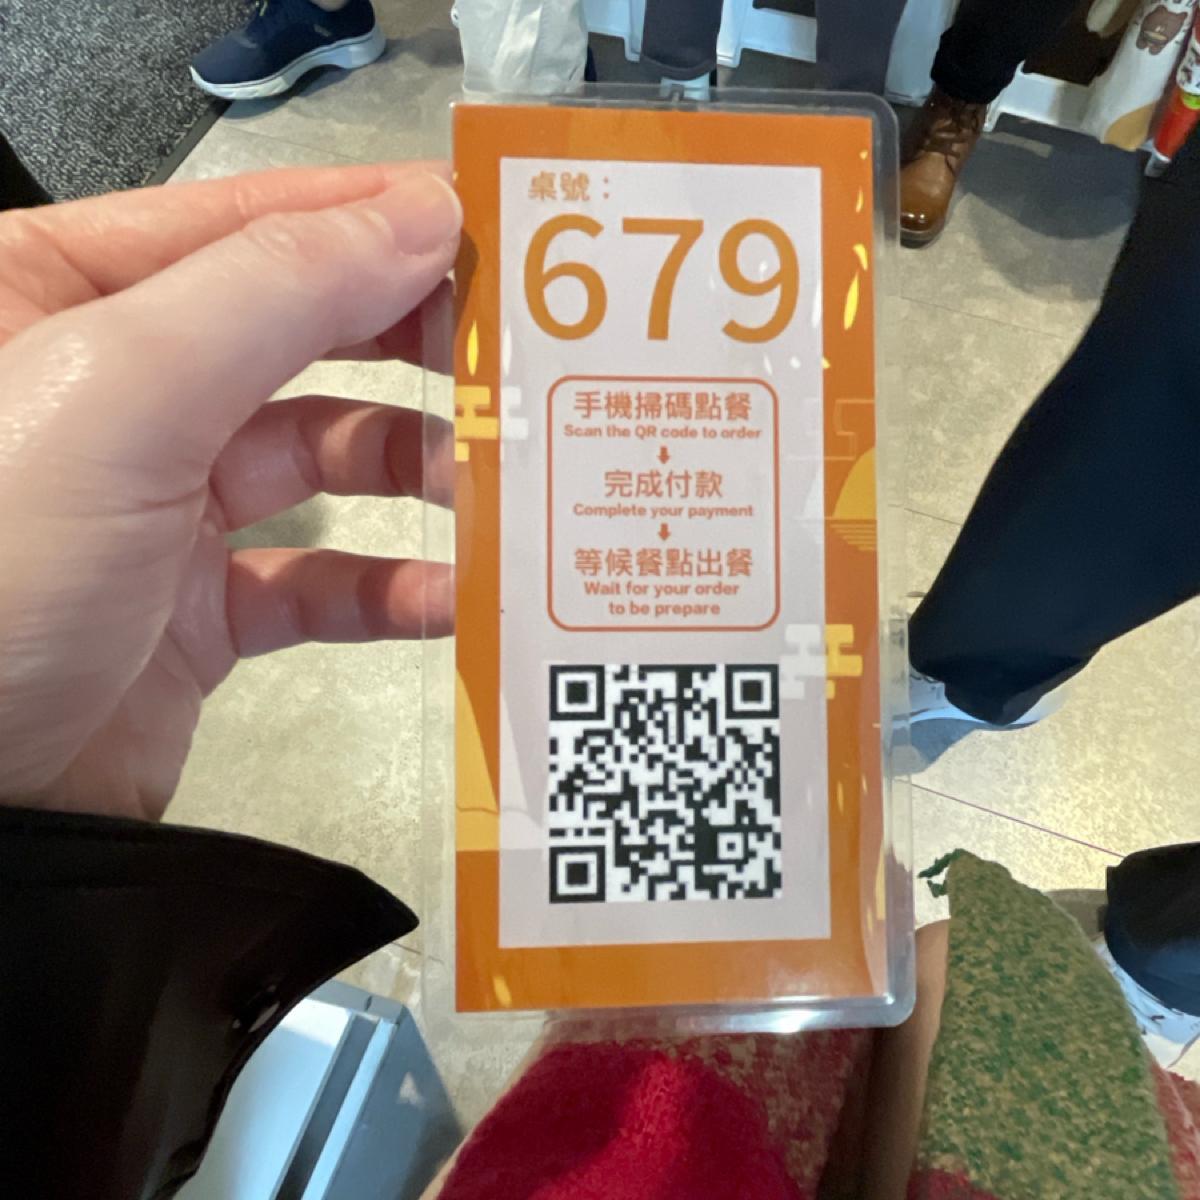 桌號：
679
手機掃碼點餐
Scan the QR code to order
完成付款
Complete your payment
等候餐點出餐
Wait for your order
to be prepare